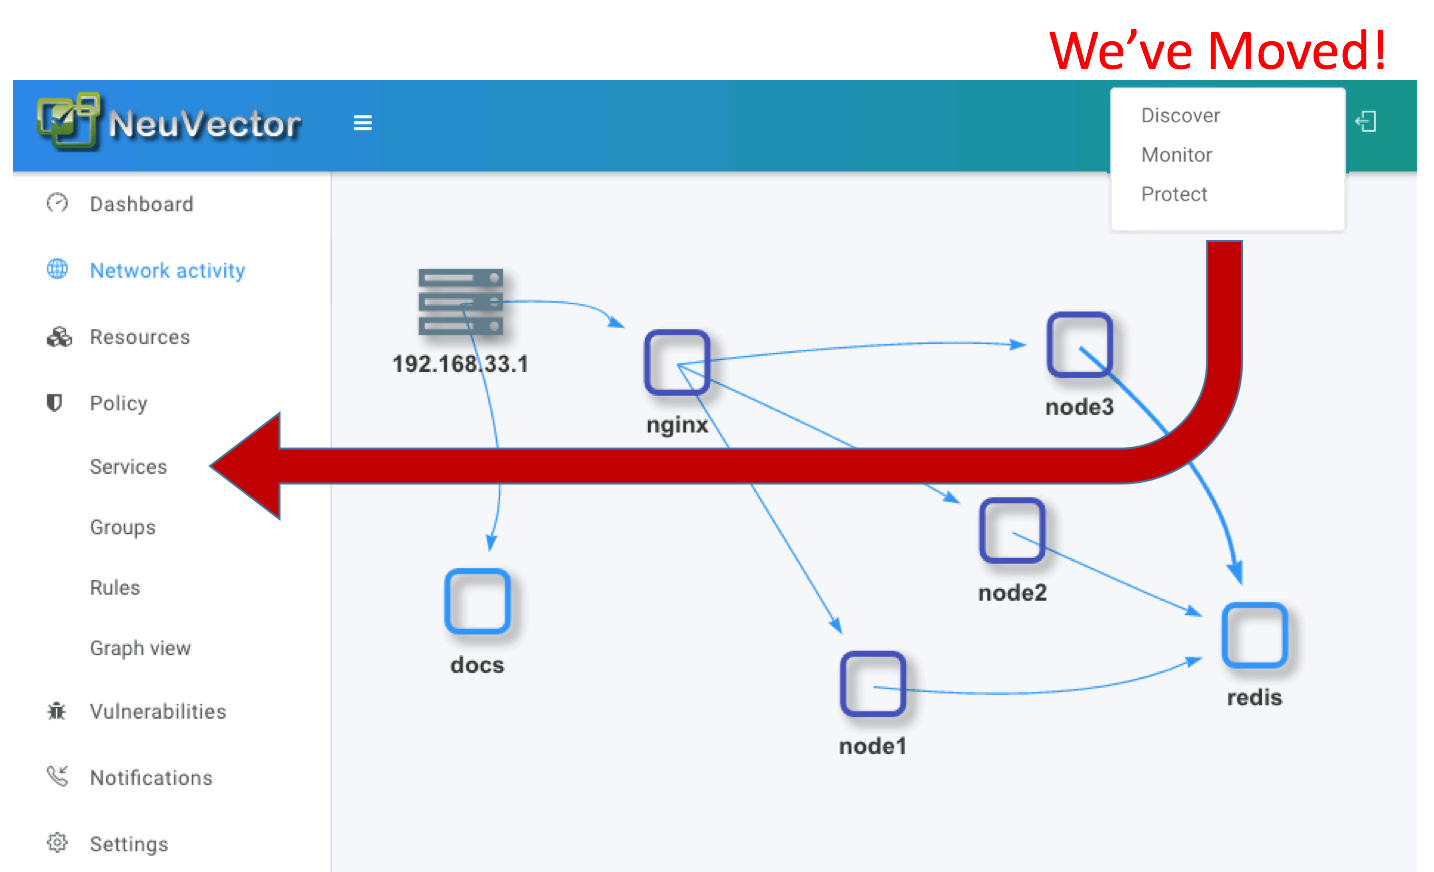 We've Moved!
NeuVector
Discover
Monitor
Protect
Dashboard
Network activity
Resources
Policy
Services
Groups
Rules
Graph view
Vulnerabilities
Notifications
Settings
192.168.33.1
nginx
node3
node2
docs
node1
redis